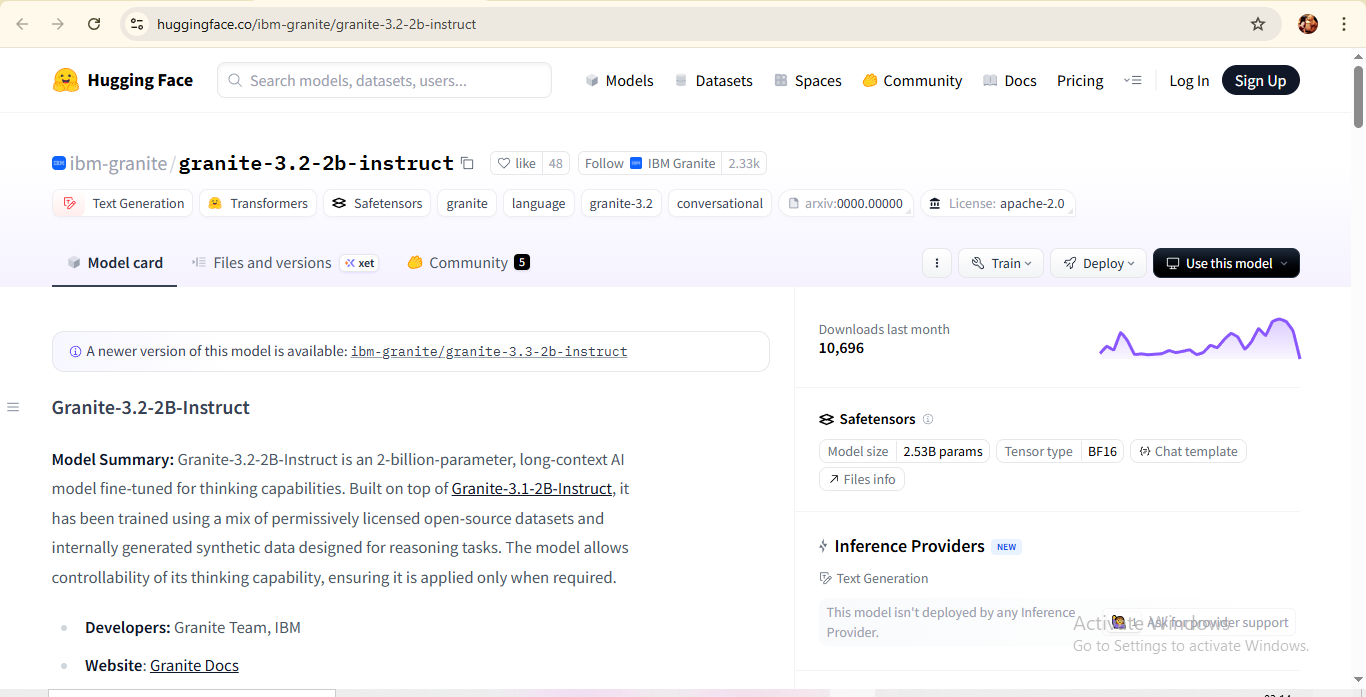 huggingface.co/ibm-granite/granite-3.2-2b-instruct
Hugging Face
Search models, datasets, users...
Models
Datasets
Spaces
Community
Docs
Pricing
Log In
Sign Up
ibm-granite/granite-3.2-2b-instruct
like 48
Follow IBM Granite 2.33k
Text Generation
Transformers
Safetensors
granite
language
granite-3.2
conversational
arxiv:0000.00000
License: apache-2.0
Model card
Files and versions
xet
Community 5
Train
Deploy
Use this model
A newer version of this model is available: ibm-granite/granite-3.3-2b-instruct
Granite-3.2-2B-Instruct
Model Summary: Granite-3.2-2B-Instruct is an 2-billion-parameter, long-context AI
model fine-tuned for thinking capabilities. Built on top of Granite-3.1-2B-Instruct, it
has been trained using a mix of permissively licensed open-source datasets and
internally generated synthetic data designed for reasoning tasks. The model allows
controllability of its thinking capability, ensuring it is applied only when required.
Developers: Granite Team, IBM
Website: Granite Docs
Downloads last month
10,696
Safetensors
Model size 2.53B params
Tensor type BF16
Chat template
Files info
Inference Providers NEW
Text Generation
This model isn't deployed by any Inference
Provider.
1 Ask for provider support
Activate Windows
Go to Settings to activate Windows.